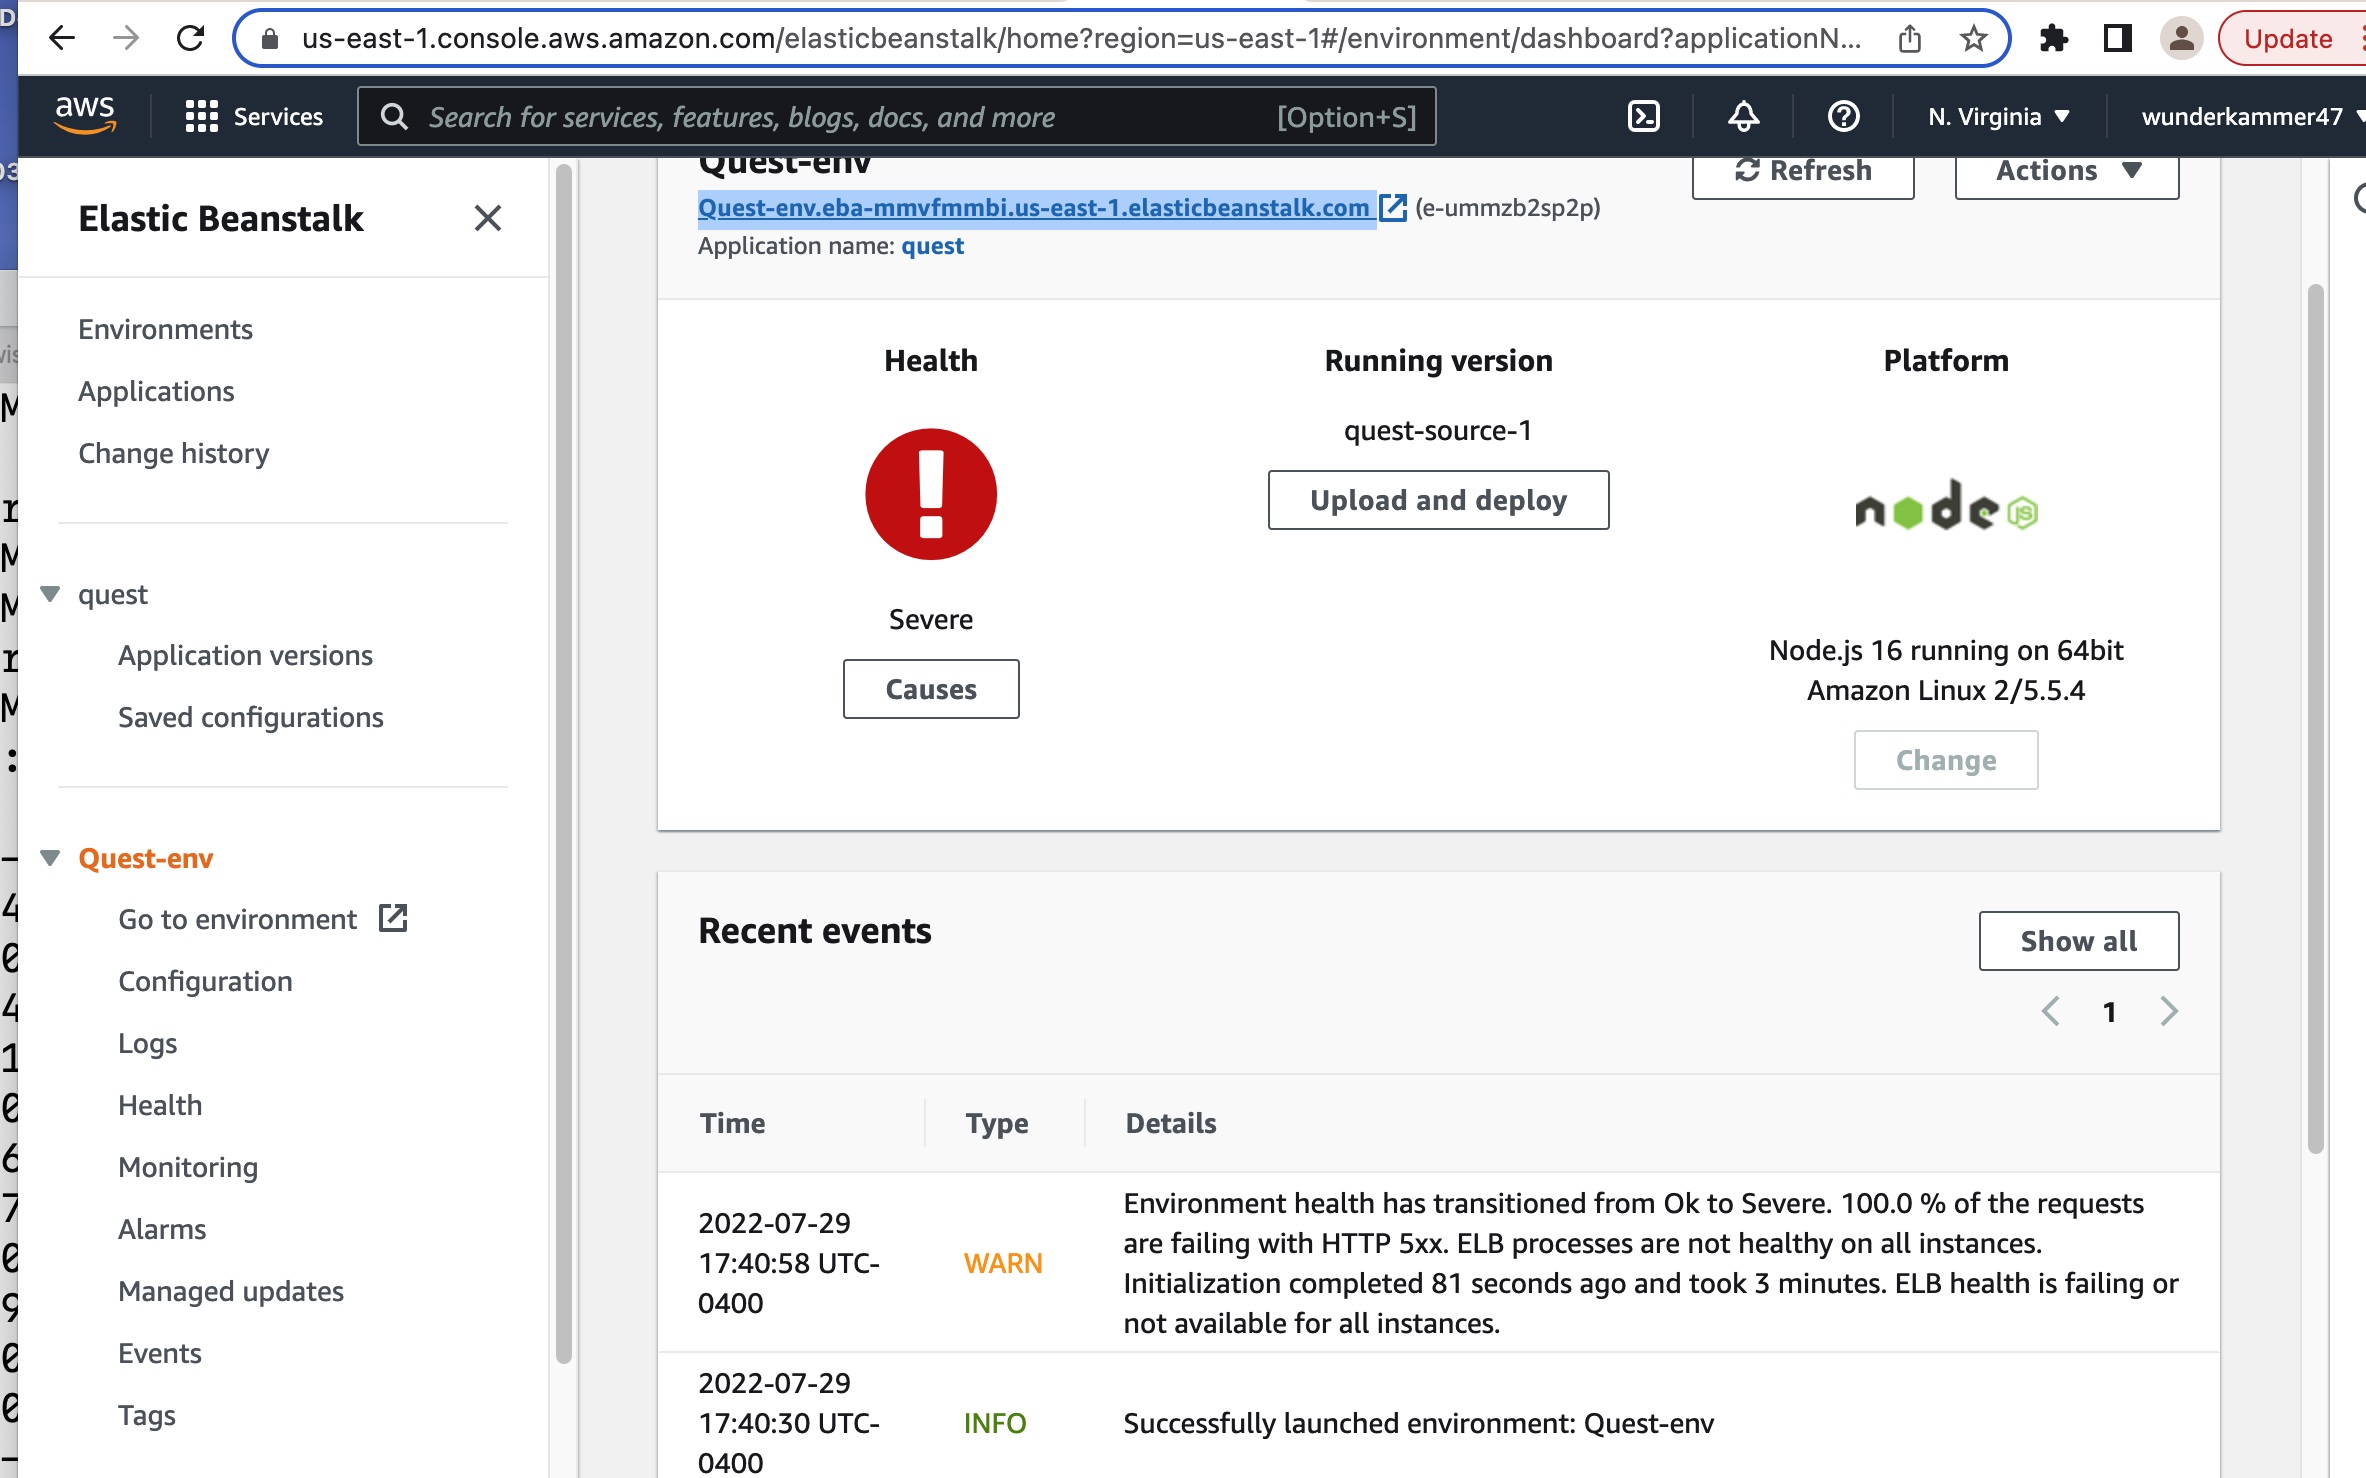 us-east-1.console.aws.amazon.com/elasticbeanstalk/home?region=us-east-1#/environment/dashboard?applicationN...
Update
aws
Services
Search for services, features, blogs, docs, and more
[Option+S]
N. Virginia
wunderkammer47
Elastic Beanstalk
Environments
Applications
Change history
quest
Application versions
Saved configurations
Quest-env
Go to environment
Configuration
Logs
Health
Monitoring
Alarms
Managed updates
Events
Tags
Quest-env
Refresh
Actions
Quest-env.eba-mmvfmmbi.us-east-1.elasticbeanstalk.com (e-ummzb2sp2p)
Application name: quest
Health
Severe
Causes
Running version
quest-source-1
Upload and deploy
Platform
node JS
Node.js 16 running on 64bit
Amazon Linux 2/5.5.4
Change
Recent events
Show all
1
Time
Type
Details
2022-07-29
17:40:58 UTC-
0400
WARN
Environment health has transitioned from Ok to Severe. 100.0 % of the requests
are failing with HTTP 5xx. ELB processes are not healthy on all instances.
Initialization completed 81 seconds ago and took 3 minutes. ELB health is failing or
not available for all instances.
2022-07-29
17:40:30 UTC-
0400
INFO
Successfully launched environment: Quest-env